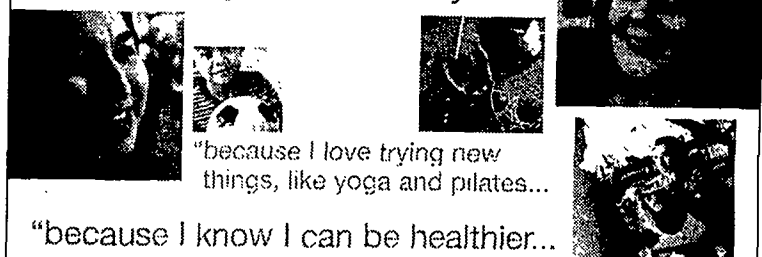 "because I love trying new
things, like yoga and pilates...
"because I know I can be healthier...